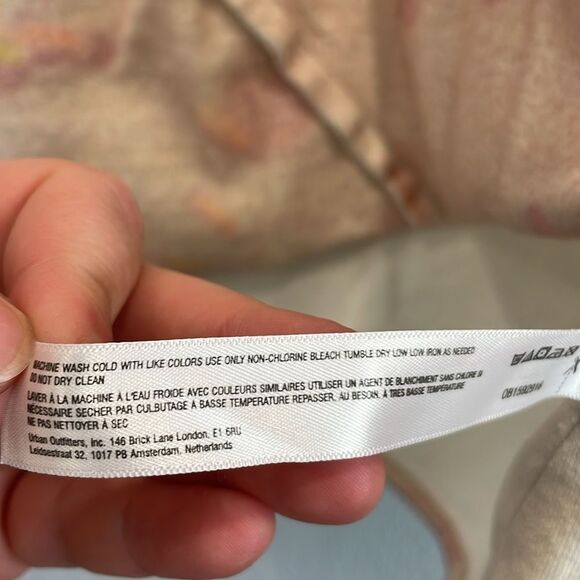 MACHINE WASH COLD WITH LIKE COLORS USE ONLY NON-CHLORINE BLEACH TUMBLE DRY LOW LOW IRON AS NEEDED
DO NOT DRY CLEAN
LAVER À LA MACHINE À L'EAU FROIDE AVEC COULEURS SIMILAIRES UTILISER UN AGENT DE BLANCHIMENT SANS CHLORE SI
NÉCESSAIRE SECHER PAR CULBUTAGE À BASSE TEMPÉRATURE REPASSER. AU BESOIN, À TRES BASSE TEMPÉRATURE
NE PAS NETTOYER À SEC
Urban Outfitters, Inc. 146 Brick Lane London, E1 6RU
Leidsestraat 32, 1017 PB Amsterdam, Netherlands